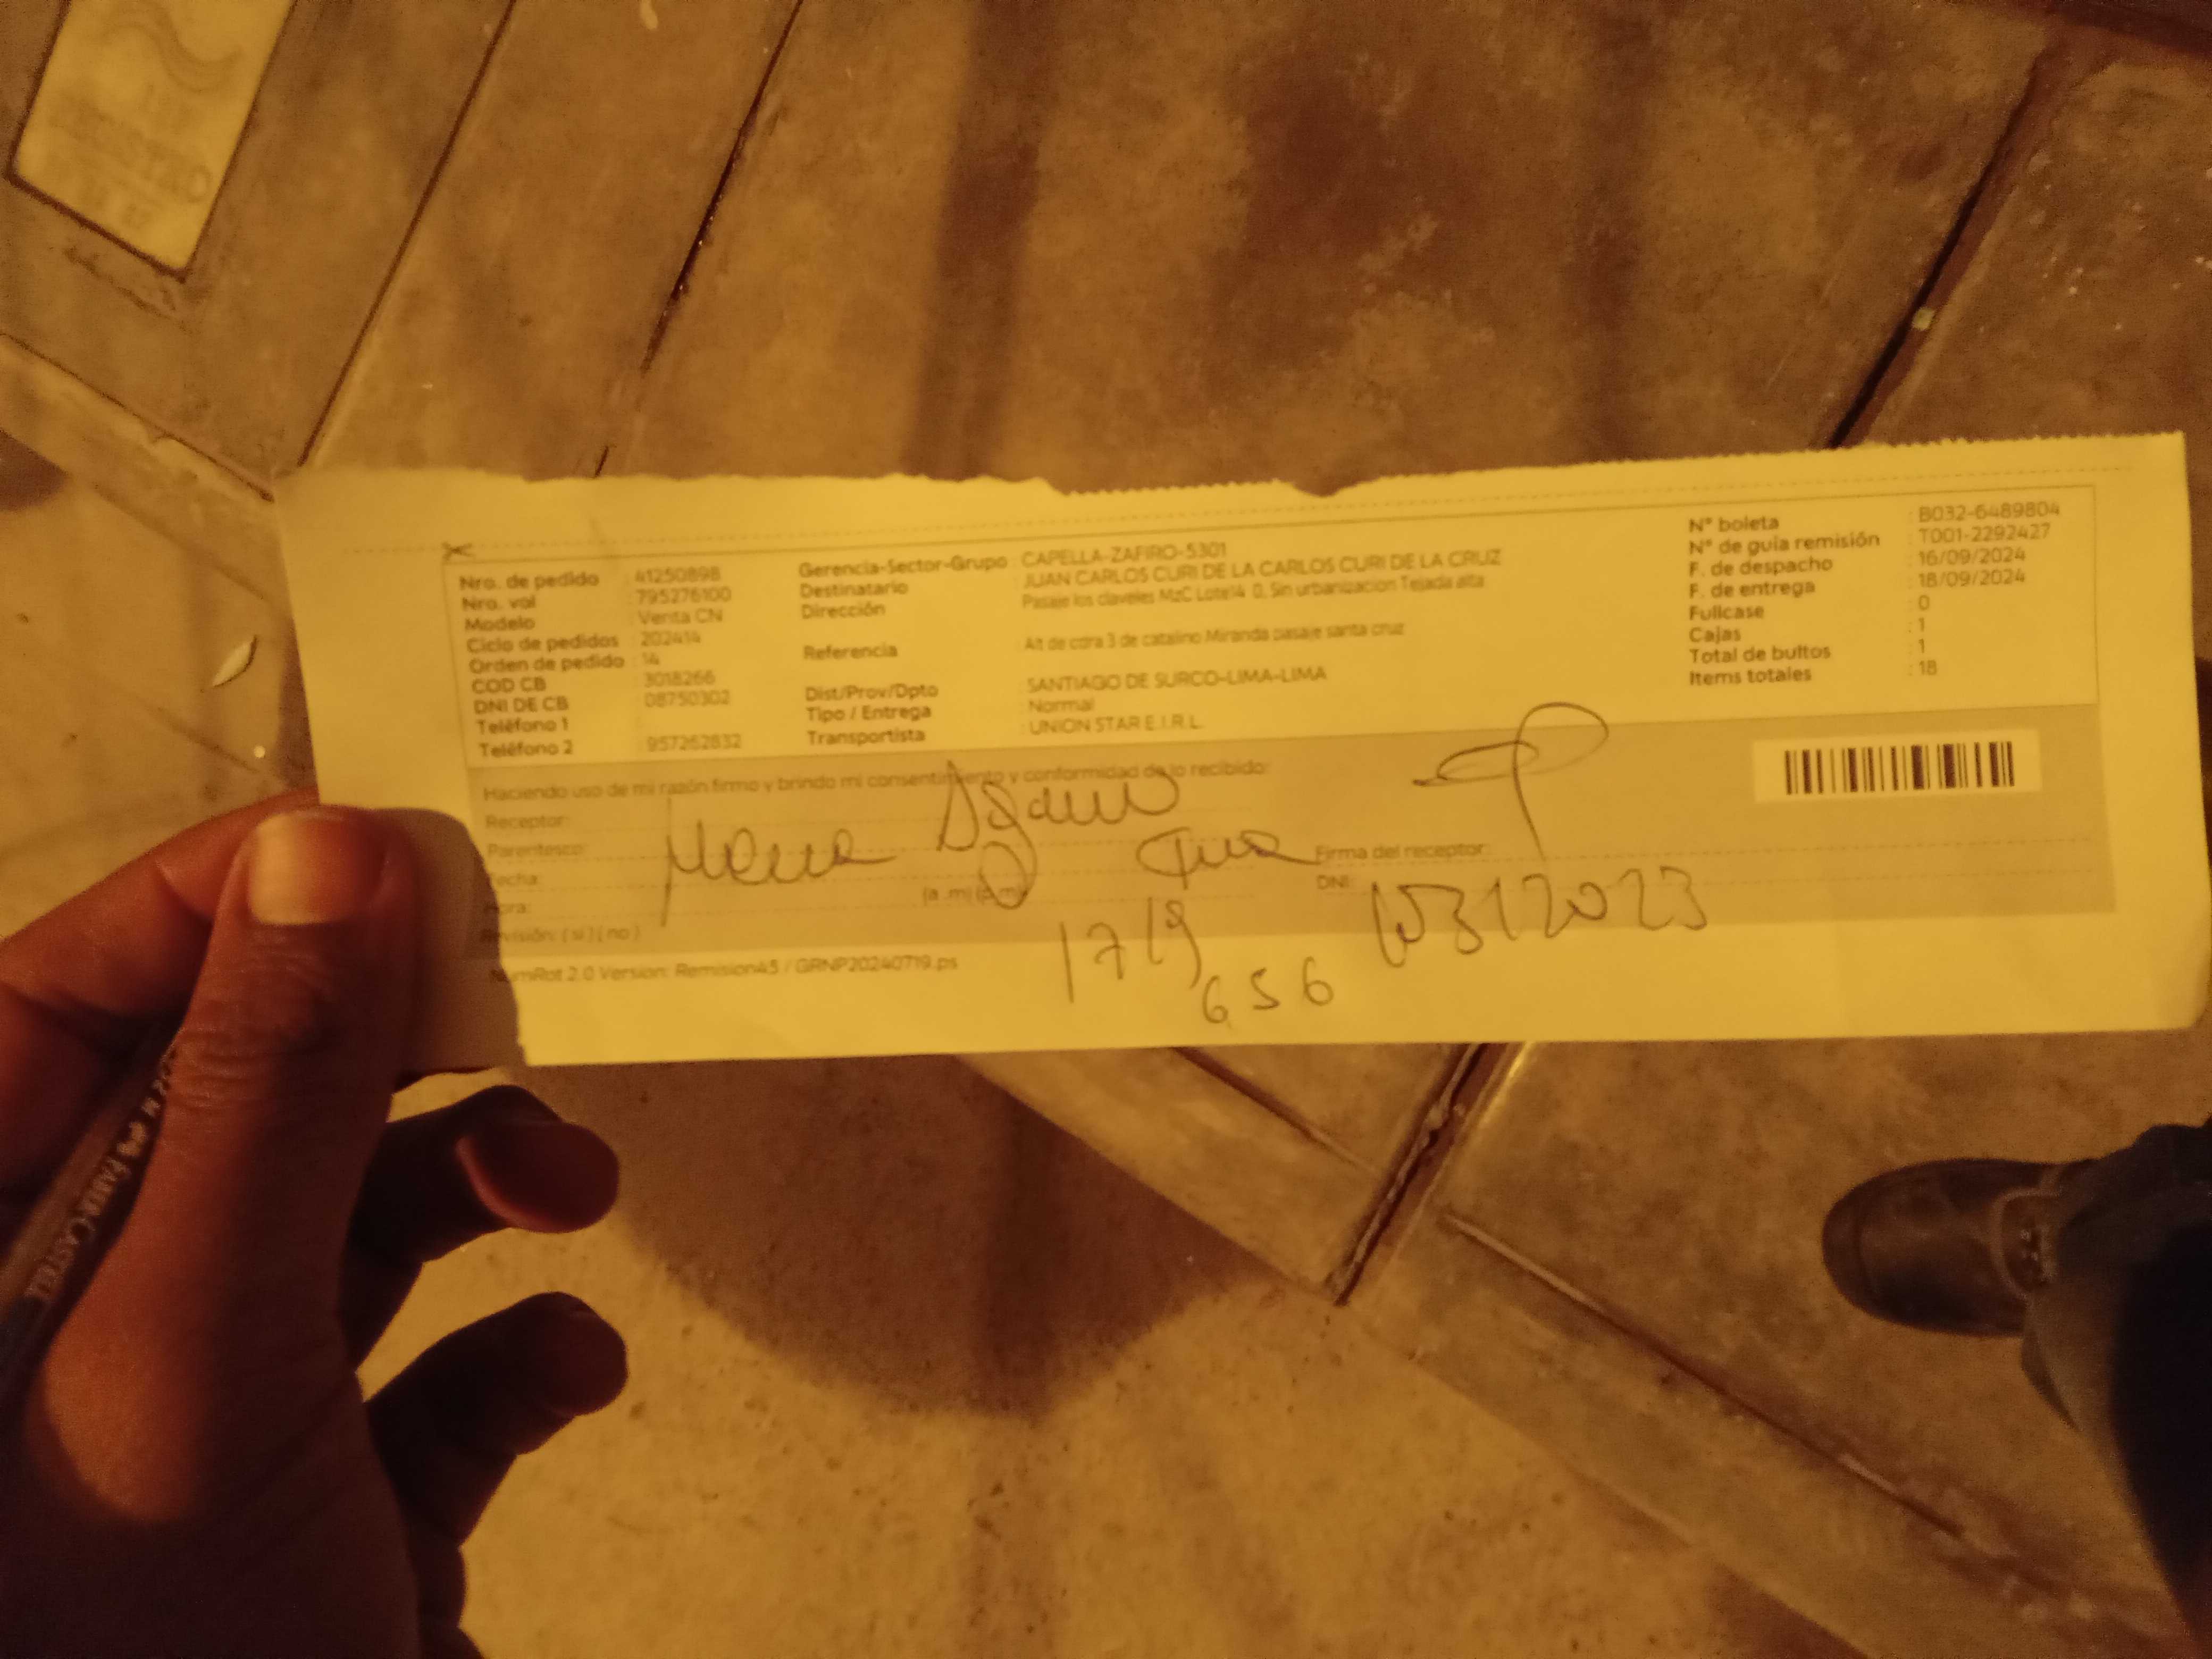 Nro. de pedido : 41250898
Nro. vol : 795276100
Modelo : Venta CN
Ciclo de pedidos : 202414
Orden de pedido : 14
COD CB : 3018266
DNI DE CB : 08750302
Teléfono 1
Teléfono 2 : 957262832
Gerencia-Sector-Grupo : CAPELLA-ZAFIRO-5301
Destinatario : JUAN CARLOS CURI DE LA CARLOS CURI DE LA CRUZ
Dirección : Pasaje los claveles MzC Lote14 0, Sin urbanizacion Tejada alta
Referencia : Alt de cdra 3 de catalino Miranda pasaje santa cruz
Dist/Prov/Dpto : SANTIAGO DE SURCO-LIMA-LIMA
Tipo / Entrega : Normal
Transportista : UNION STAR E.I.R.L.
N° boleta : B032-6489804
N° de guía remisión : T001-2292427
F. de despacho : 16/09/2024
F. de entrega : 18/09/2024
Fullcase : 0
Cajas : 1
Total de bultos : 1
Items totales : 18
Haciendo uso de mi razón firmo y brindo mi consentimiento y conformidad de lo recibido:
Receptor:
Parentesco:
Fecha:
Hora: (a .m) (p.m)
Revisión: ( si ) ( no )
Firma del receptor:
DNI:
17/9
656
NumRot 2.0 Version: Remision45 / GRNP20240719.ps
FABER CASTELL